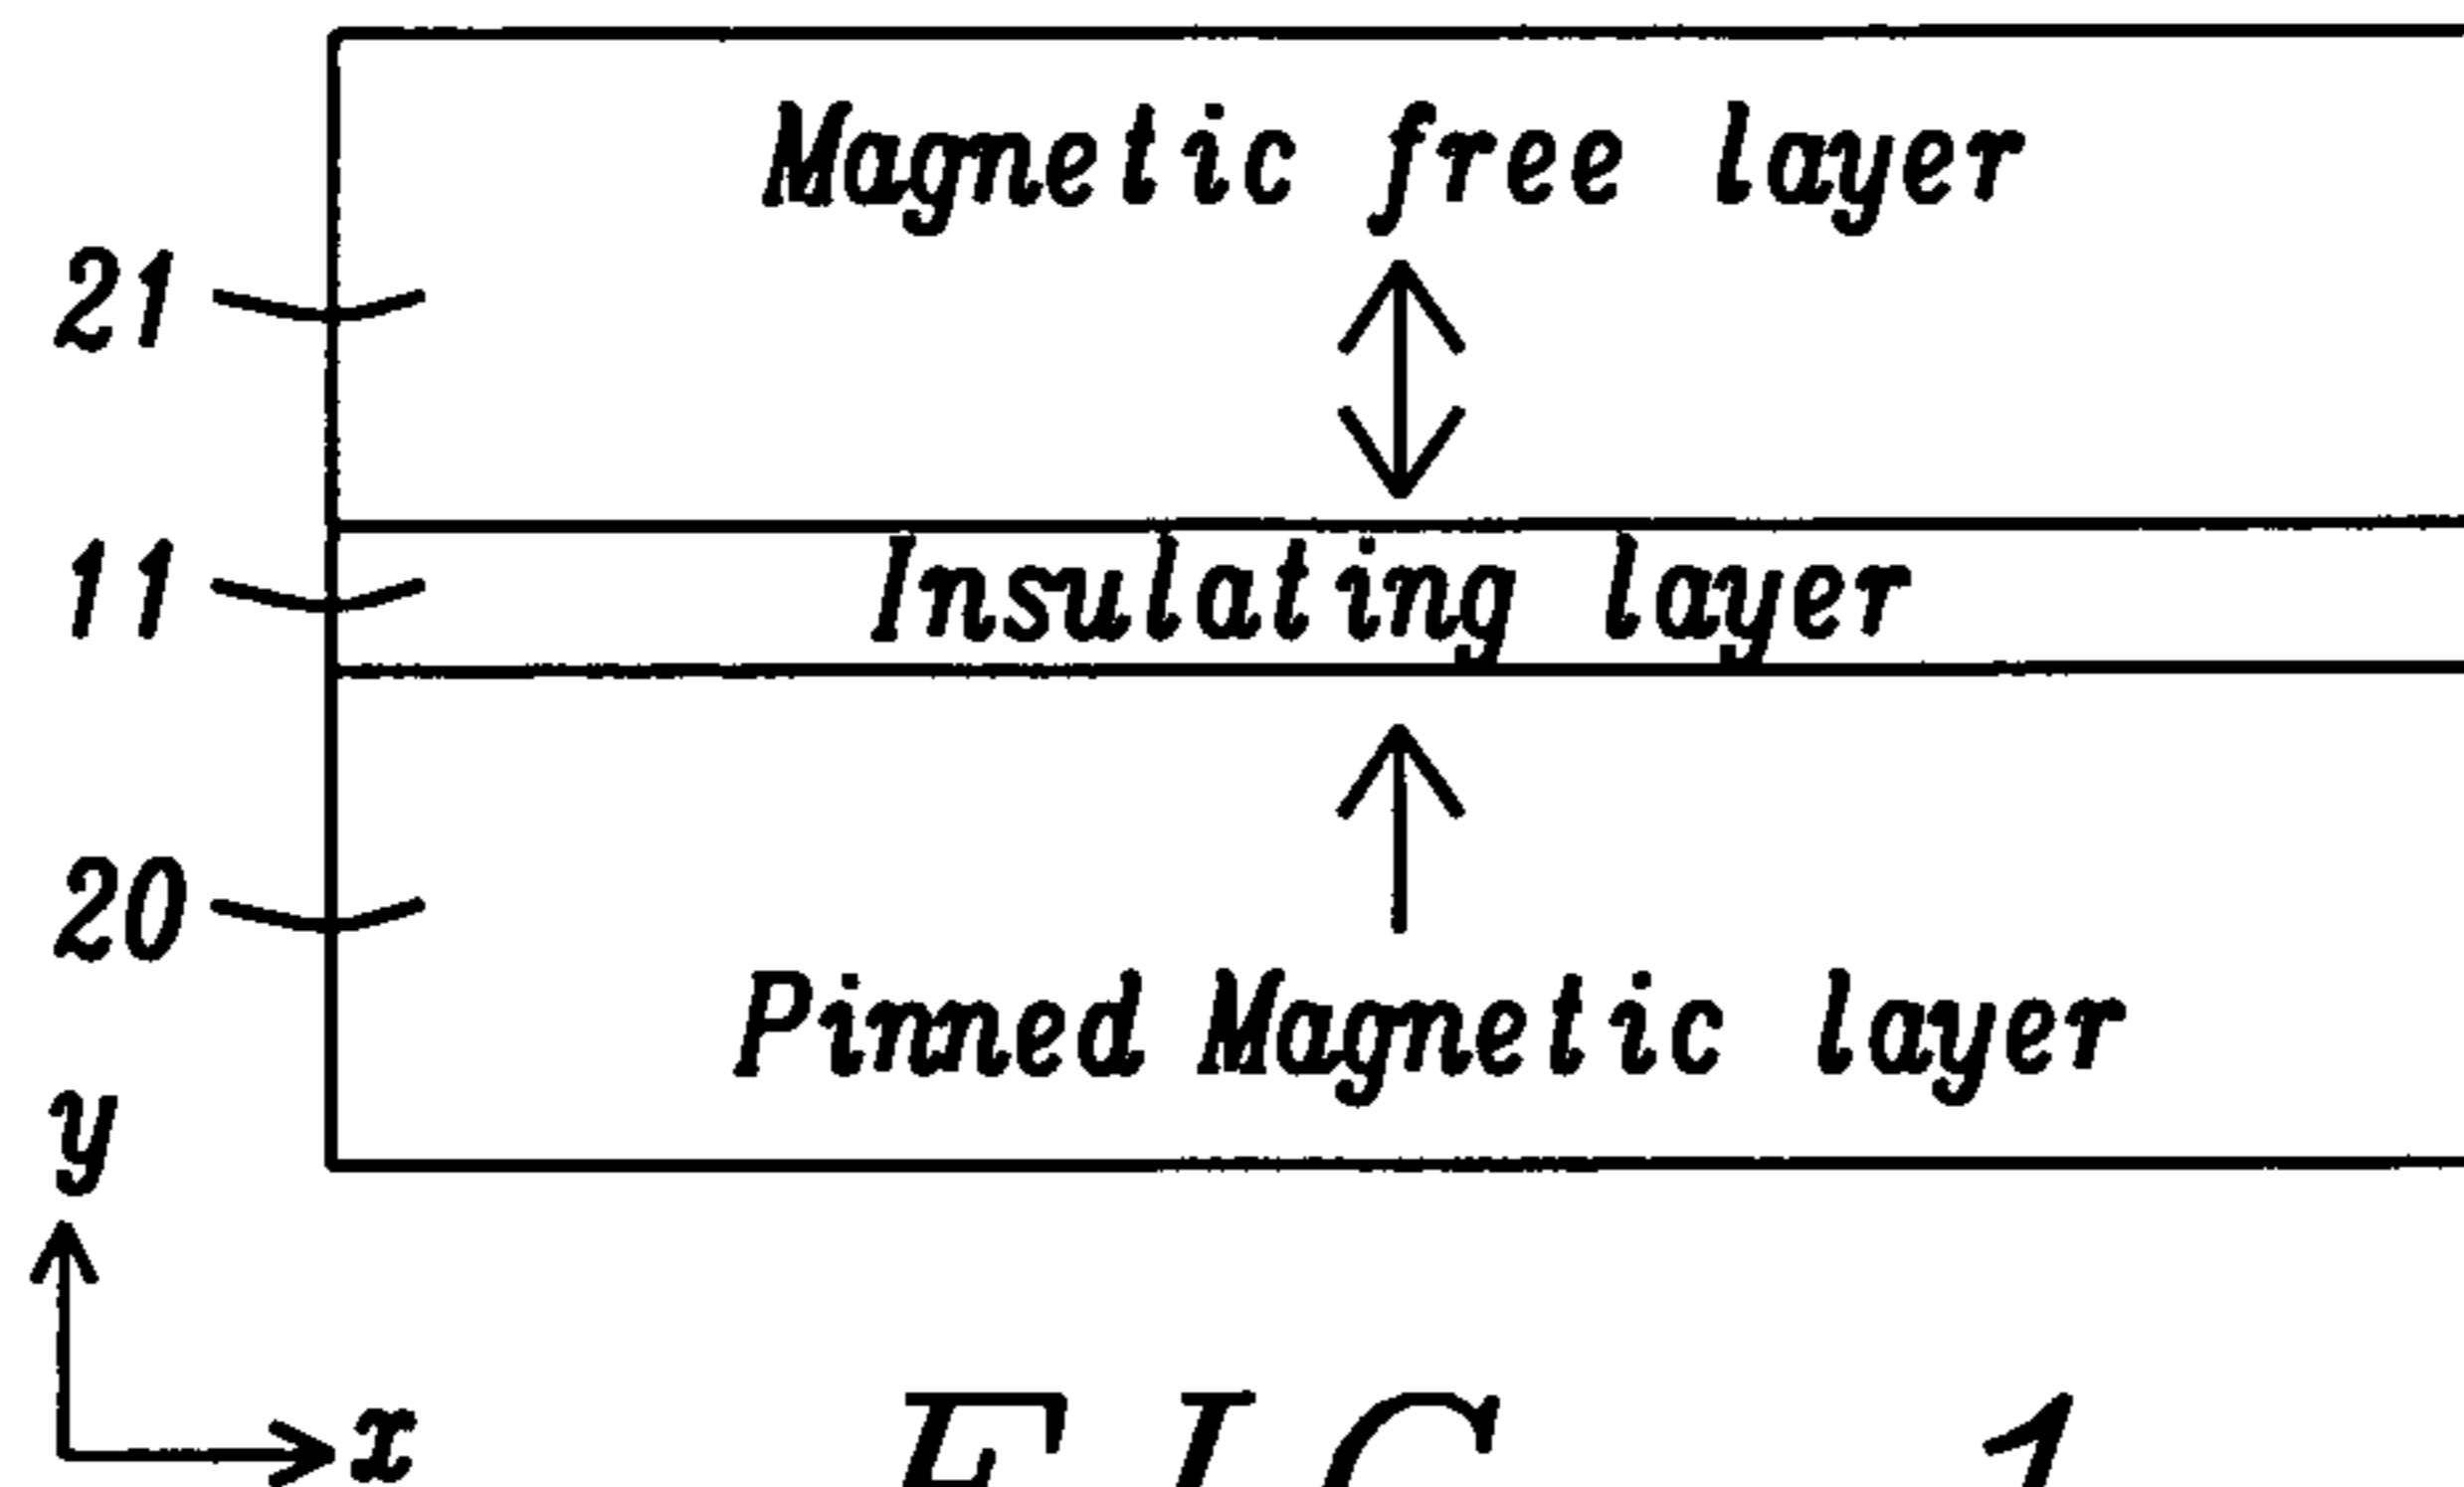 Magnetic free layer
21
11 Insulating layer
20
Pinned Magnetic layer
y
x
FIG 1